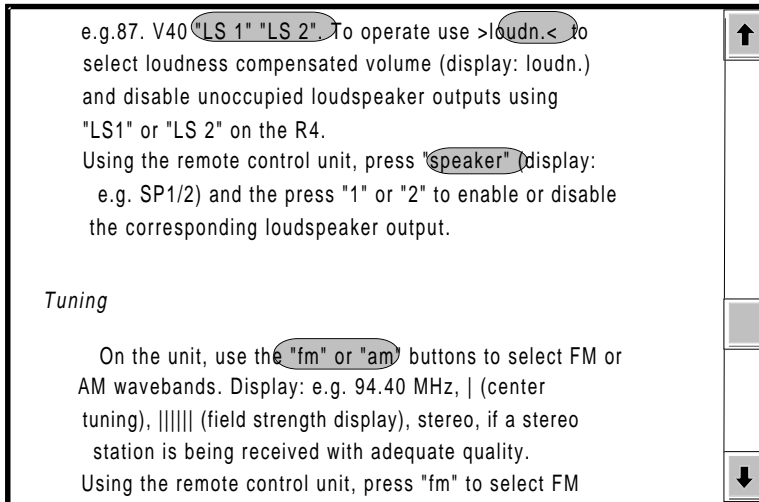 e.g.87. V40 "LS 1" "LS 2". To operate use >loudn.< to
select loudness compensated volume (display: loudn.)
and disable unoccupied loudspeaker outputs using
"LS1" or "LS 2" on the R4.
Using the remote control unit, press "speaker" (display:
e.g. SP1/2) and the press "1" or "2" to enable or disable
the corresponding loudspeaker output.
Tuning
On the unit, use the "fm" or "am" buttons to select FM or
AM wavebands. Display: e.g. 94.40 MHz, | (center
tuning), |||||| (field strength display), stereo, if a stereo
station is being received with adequate quality.
Using the remote control unit, press "fm" to select FM